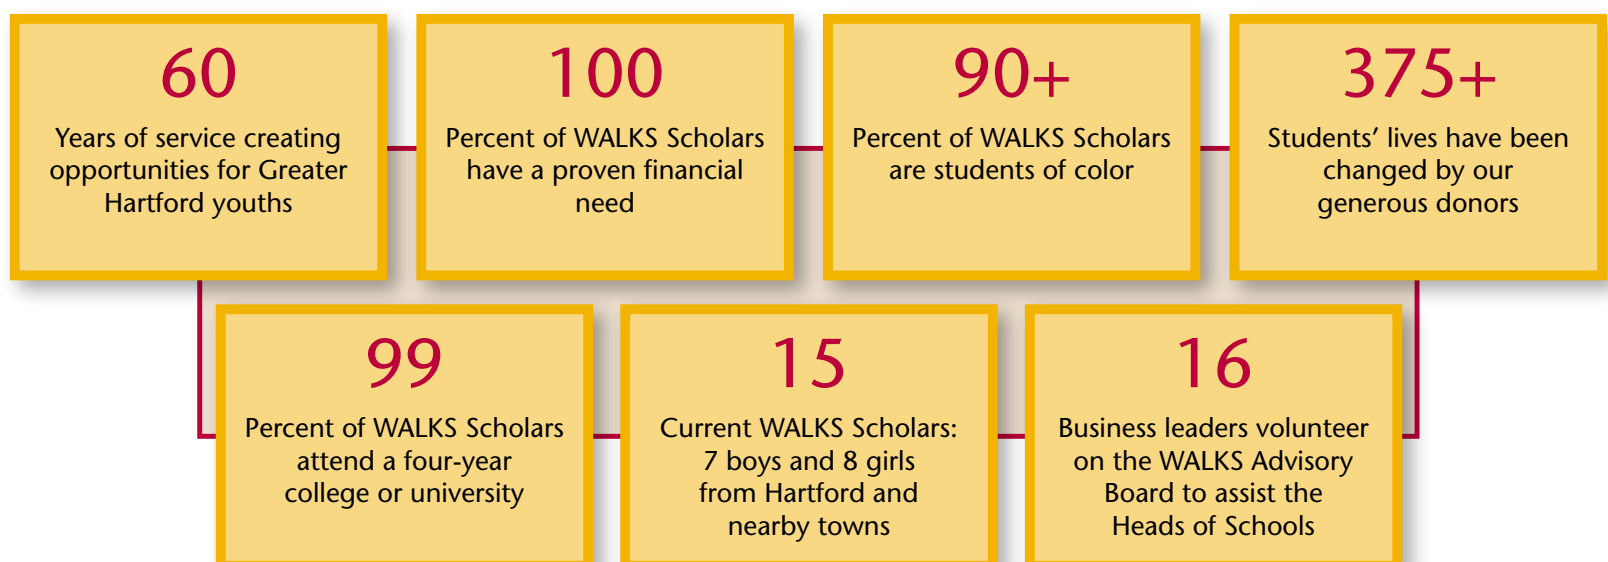 60
Years of service creating
opportunities for Greater
Hartford youths
100
Percent of WALKS Scholars
have a proven financial
need
90+
Percent of WALKS Scholars
are students of color
375+
Students’ lives have been
changed by our
generous donors
99
Percent of WALKS Scholars
attend a four-year
college or university
15
Current WALKS Scholars:
7 boys and 8 girls
from Hartford and
nearby towns
16
Business leaders volunteer
on the WALKS Advisory
Board to assist the
Heads of Schools